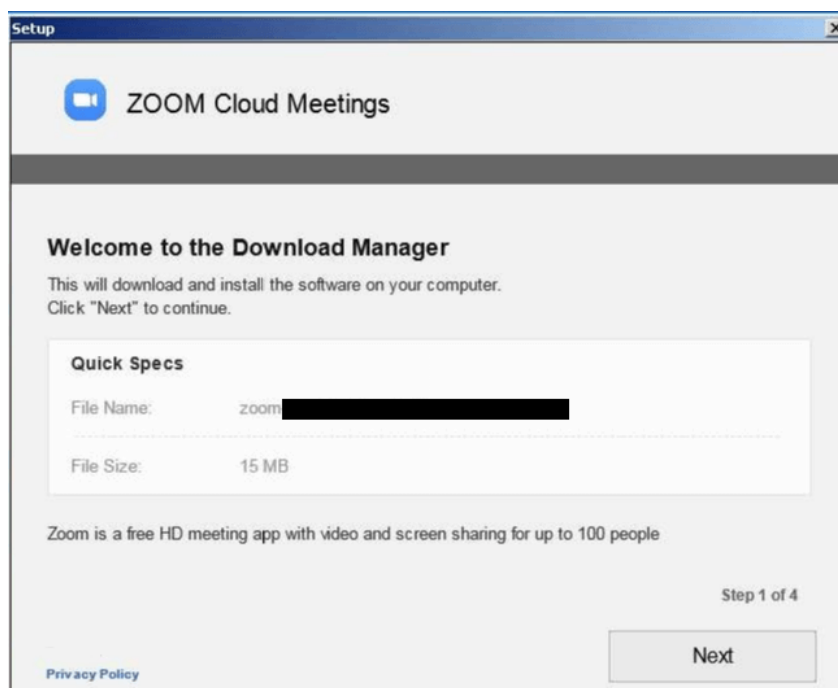 Setup
ZOOM Cloud Meetings
Welcome to the Download Manager
This will download and install the software on your computer.
Click "Next" to continue.
Quick Specs
File Name: zoom
File Size: 15 MB
Zoom is a free HD meeting app with video and screen sharing for up to 100 people
Step 1 of 4
Next
Privacy Policy